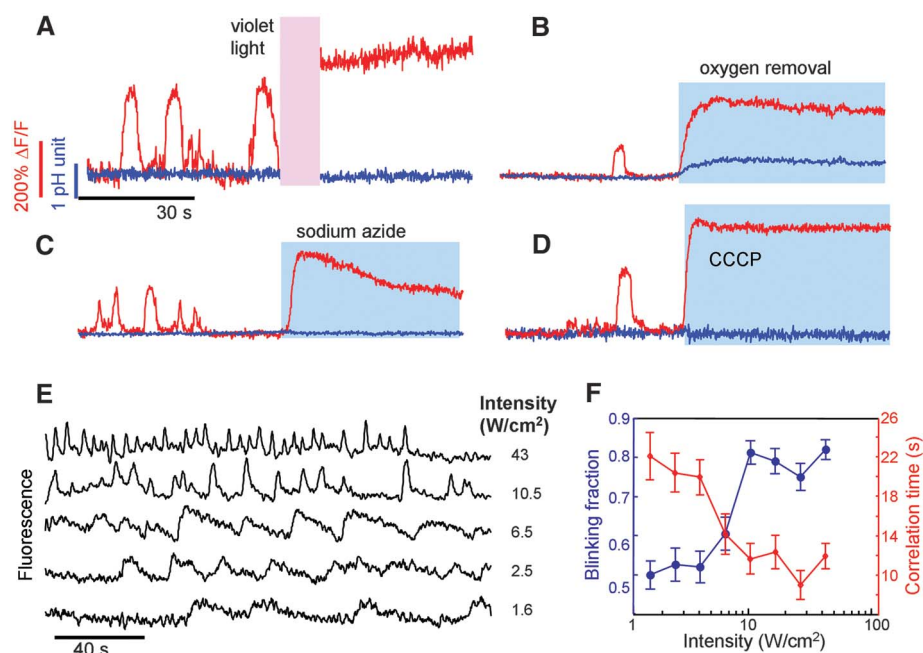 A
violet
light
200% ΔF/F
1 pH unit
30 s
B
oxygen removal
C
sodium azide
D
CCCP
E
Intensity
(W/cm²)
Fluorescence
43
10.5
6.5
2.5
1.6
40 s
F
Blinking fraction
0.9
0.8
0.7
0.6
0.5
26
22
18
14
10
Correlation time (s)
1
10
100
Intensity (W/cm²)